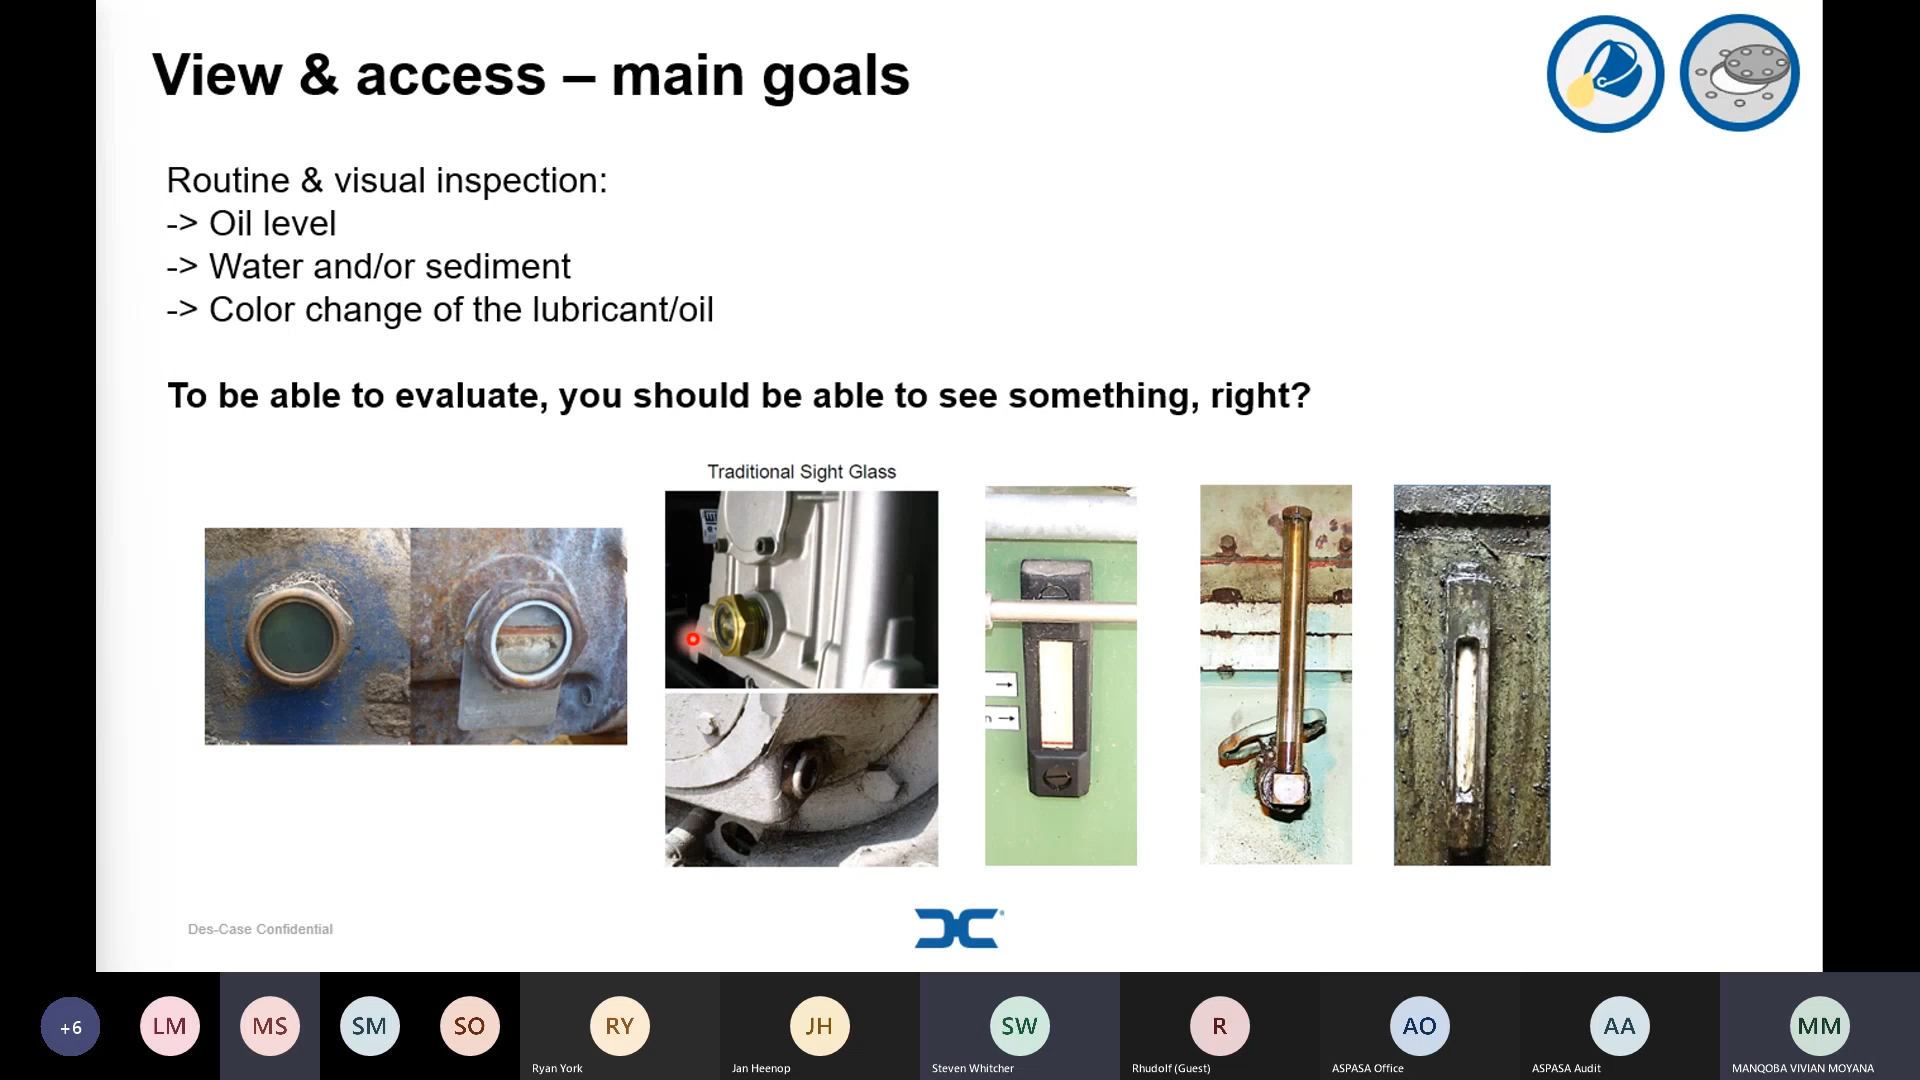 View & access – main goals
Routine & visual inspection:
-> Oil level
-> Water and/or sediment
-> Color change of the lubricant/oil
To be able to evaluate, you should be able to see something, right?
Traditional Sight Glass
Des-Case Confidential
+6
LM
MS
SM
SO
RY
JH
SW
R
AO
AA
MM
Ryan York
Jan Heenop
Steven Whitcher
Rhudolf (Guest)
ASPASA Office
ASPASA Audit
MANQOBA VIVIAN MOYANA